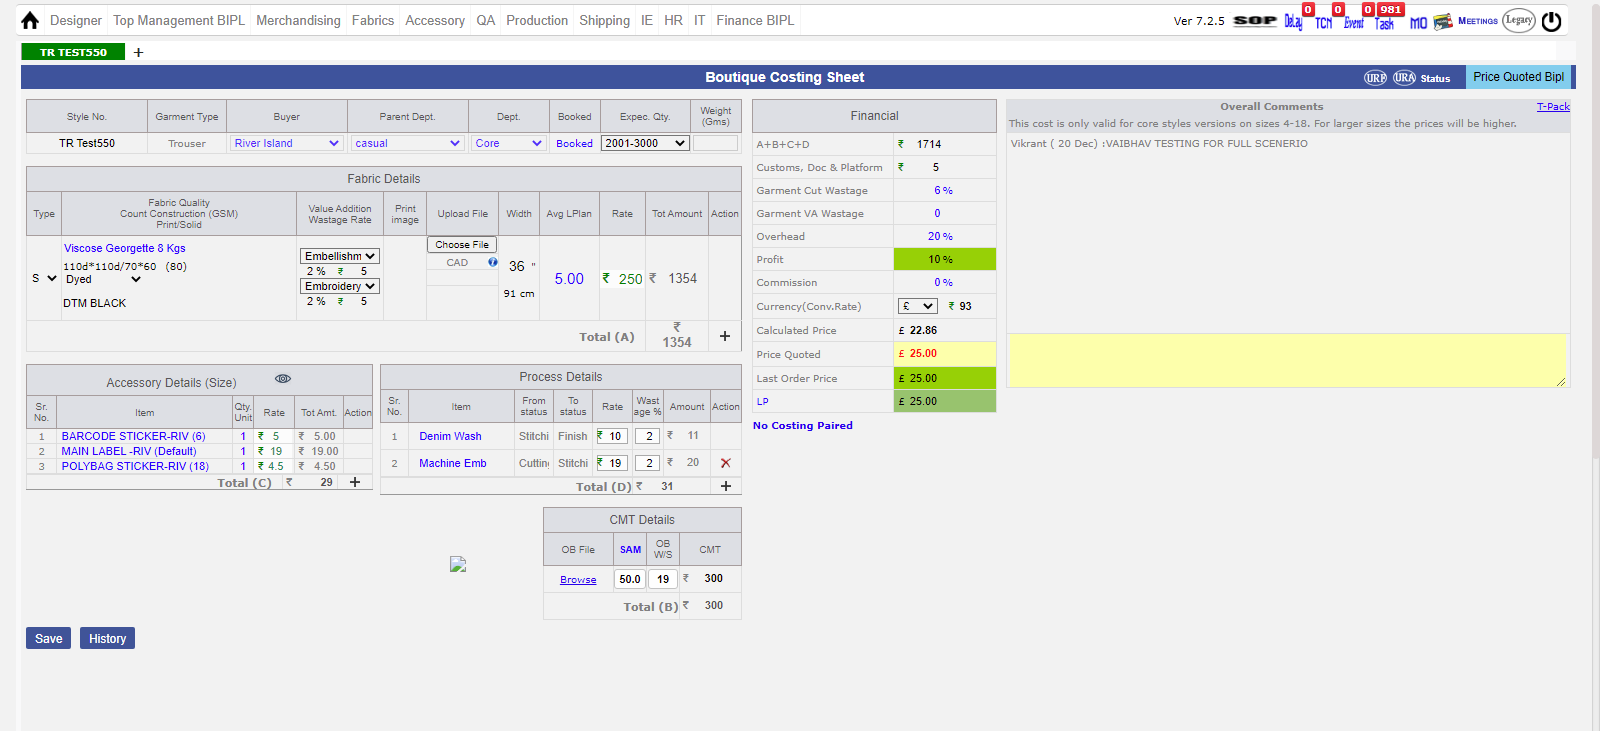 Designer Top Management BIPL Merchandising Fabrics Accessory QA Production Shipping IE HR IT Finance BIPL
Ver 7.2.5 SOP Delay 0 TCN 0 Event 0 Task 981 MO MEETINGS Legacy
TR TEST550 +
Boutique Costing Sheet
URF URA Status Price Quoted Bipl
Style No. Garment Type Buyer Parent Dept. Dept. Booked Expec. Qty. Weight (Gms)
TR Test550 Trouser River Island casual Core Booked 2001-3000
Fabric Details
Type Fabric Quality Count Construction (GSM) Print/Solid Value Addition Wastage Rate Print image Upload File Width Avg LPlan Rate Tot Amount Action
S
Viscose Georgette 8 Kgs
110d*110d/70*60 (80)
Dyed
DTM BLACK
Embellishm
2 % ₹ 5
Embroidery
2 % ₹ 5
Choose File
CAD
36 "
91 cm
5.00 ₹ 250 ₹ 1354
Total (A) ₹ 1354 +
Accessory Details (Size)
Sr. No. Item Qty. Unit Rate Tot Amt. Action
1 BARCODE STICKER-RIV (6) 1 ₹ 5 ₹ 5.00
2 MAIN LABEL -RIV (Default) 1 ₹ 19 ₹ 19.00
3 POLYBAG STICKER-RIV (18) 1 ₹ 4.5 ₹ 4.50
Total (C) ₹ 29 +
Process Details
Sr. No. Item From status To status Rate Wast age % Amount Action
1 Denim Wash Stitchi Finish ₹ 10 2 ₹ 11
2 Machine Emb Cutting Stitchi ₹ 19 2 ₹ 20
Total (D) ₹ 31 +
CMT Details
OB File SAM OB W/S CMT
Browse 50.0 19 ₹ 300
Total (B) ₹ 300
Save History
Financial
A+B+C+D ₹ 1714
Customs, Doc & Platform ₹ 5
Garment Cut Wastage 6 %
Garment VA Wastage 0
Overhead 20 %
Profit 10 %
Commission 0 %
Currency(Conv.Rate) £ ₹ 93
Calculated Price £ 22.86
Price Quoted £ 25.00
Last Order Price £ 25.00
LP £ 25.00
No Costing Paired
Overall Comments T-Pack
This cost is only valid for core styles versions on sizes 4-18. For larger sizes the prices will be higher.
Vikrant ( 20 Dec) :VAIBHAV TESTING FOR FULL SCENERIO